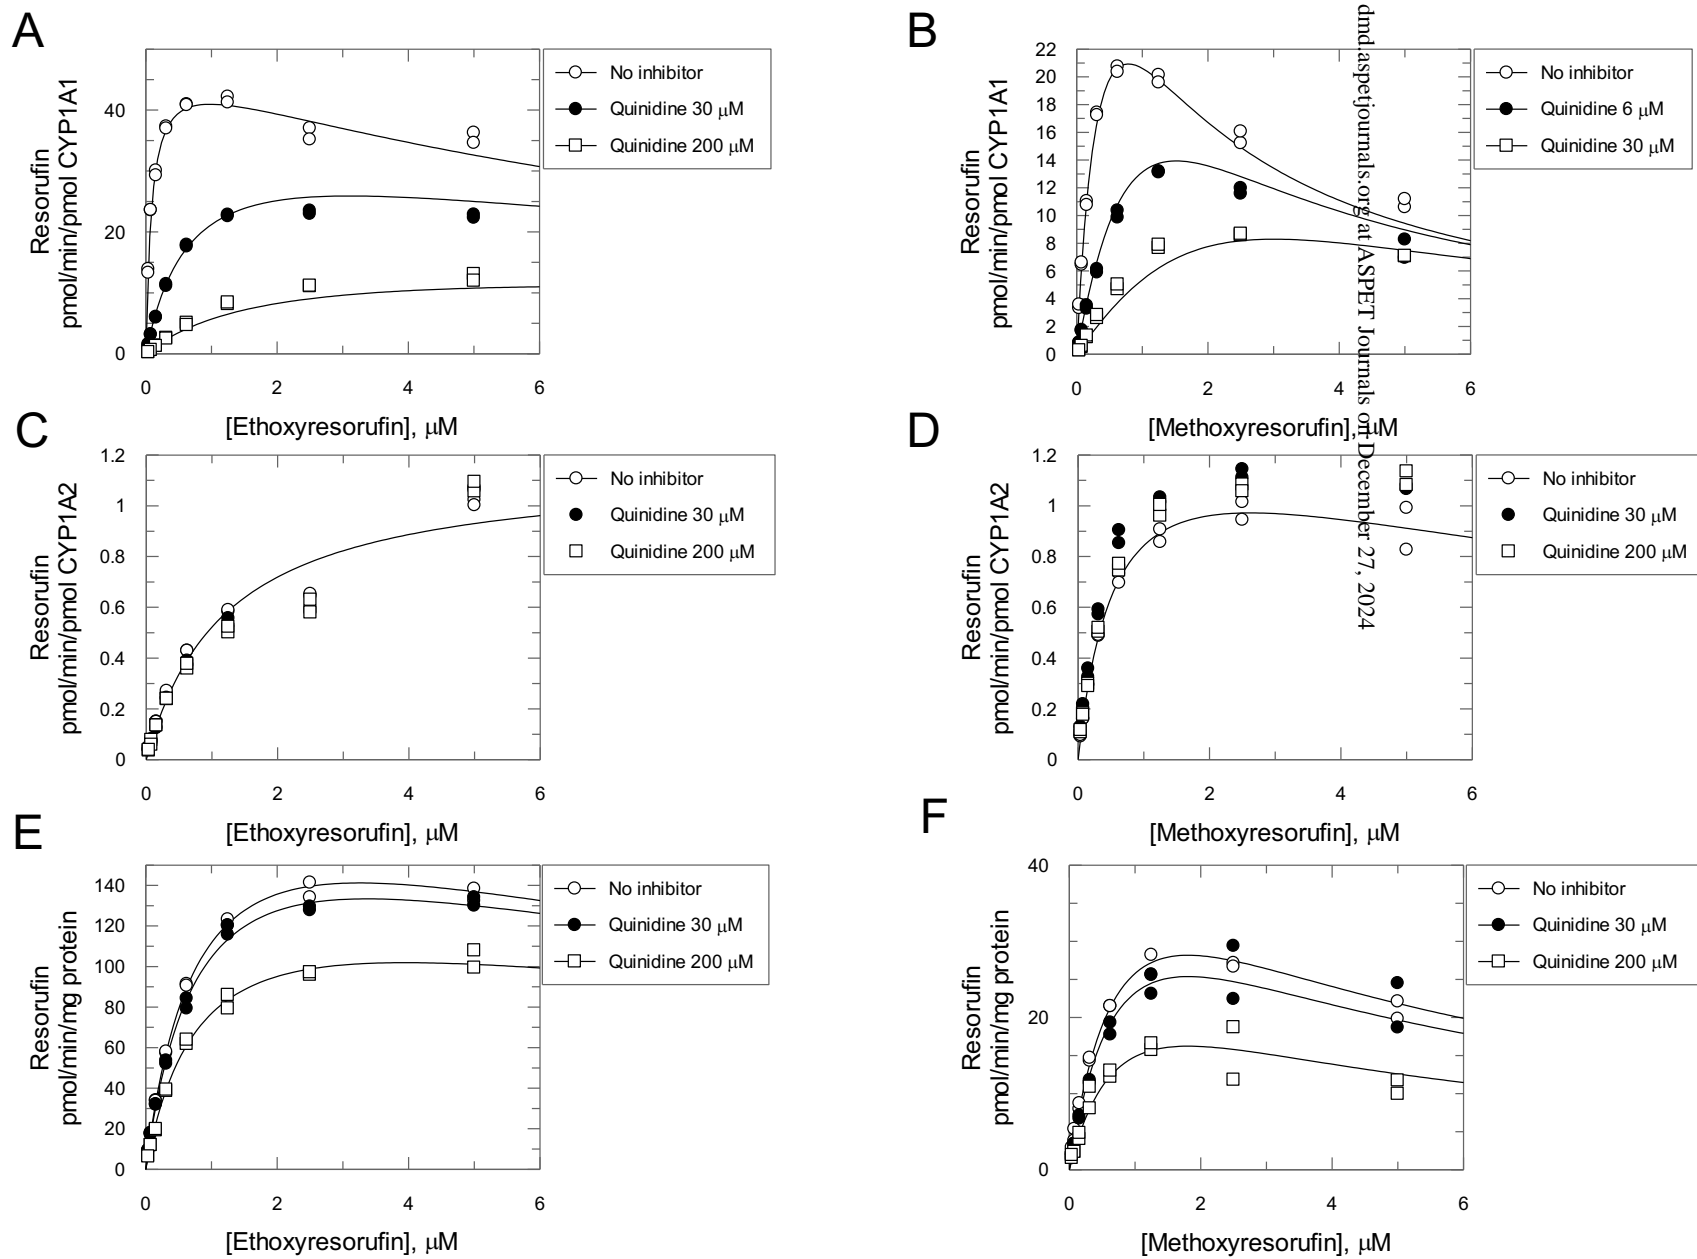 A
Resorufin
pmol/min/pmol CYP1A1
40
20
0
0 2 4 6
[Ethoxyresorufin], μM
No inhibitor
Quinidine 30 μM
Quinidine 200 μM
B
Resorufin
pmol/min/pmol CYP1A1
22
20
18
16
14
12
10
8
6
4
2
0
0 2 4 6
[Methoxyresorufin], μM
No inhibitor
Quinidine 6 μM
Quinidine 30 μM
dmd.aspetjournals.org at ASPET Journals on December 27, 2024
C
Resorufin
pmol/min/pmol CYP1A2
1.2
1
0.8
0.6
0.4
0.2
0
0 2 4 6
[Ethoxyresorufin], μM
No inhibitor
Quinidine 30 μM
Quinidine 200 μM
D
Resorufin
pmol/min/pmol CYP1A2
1.2
1
0.8
0.6
0.4
0.2
0
0 2 4 6
[Methoxyresorufin], μM
No inhibitor
Quinidine 30 μM
Quinidine 200 μM
E
Resorufin
pmol/min/mg protein
140
120
100
80
60
40
20
0
0 2 4 6
[Ethoxyresorufin], μM
No inhibitor
Quinidine 30 μM
Quinidine 200 μM
F
Resorufin
pmol/min/mg protein
40
20
0
0 2 4 6
[Methoxyresorufin], μM
No inhibitor
Quinidine 30 μM
Quinidine 200 μM